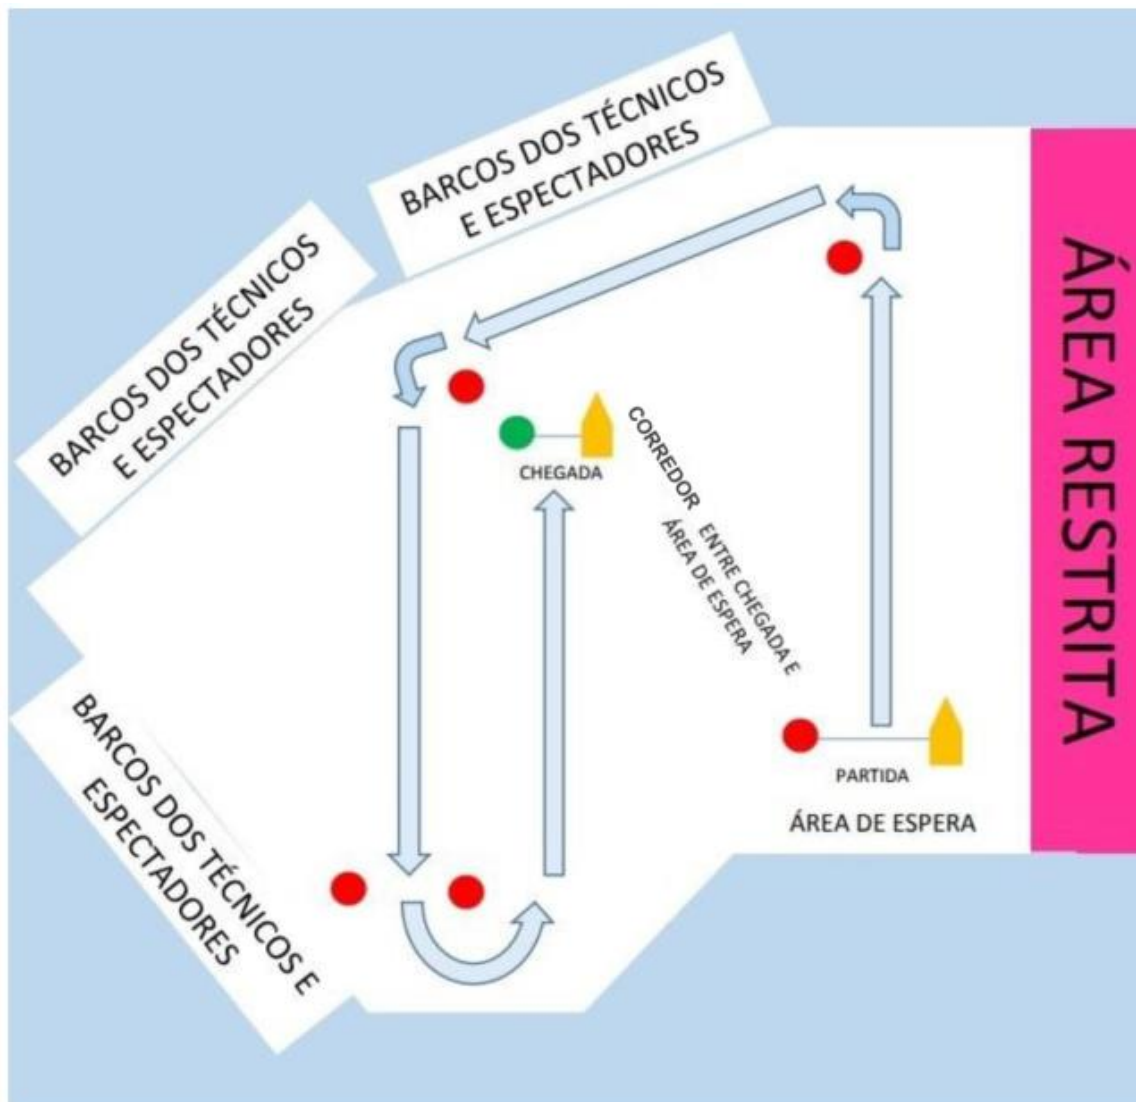 BARCOS DOS TÉCNICOS
E ESPECTADORES
BARCOS DOS TÉCNICOS
E ESPECTADORES
ÁREA RESTRITA
CHEGADA
CORREDOR ENTRE CHEGADA E
ÁREA DE ESPERA
PARTIDA
ÁREA DE ESPERA
BARCOS DOS TÉCNICOS E
ESPECTADORES